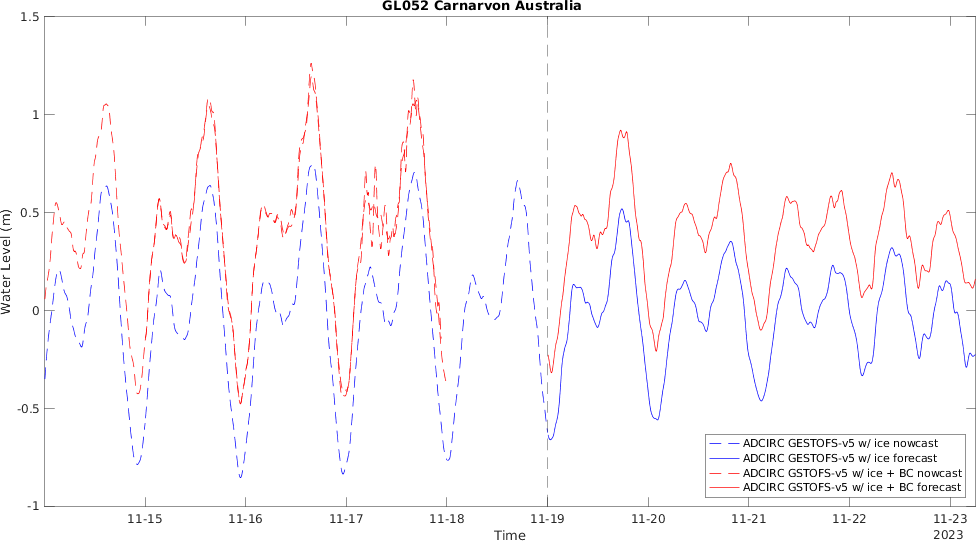 GL052 Carnarvon Australia
1.5
1
0.5
0
-0.5
-1
Water Level (m)
11-15
11-16
11-17
11-18
11-19
11-20
11-21
11-22
11-23
Time
2023
ADCIRC GESTOFS-v5 w/ ice nowcast
ADCIRC GESTOFS-v5 w/ ice forecast
ADCIRC GSTOFS-v5 w/ ice + BC nowcast
ADCIRC GSTOFS-v5 w/ ice + BC forecast